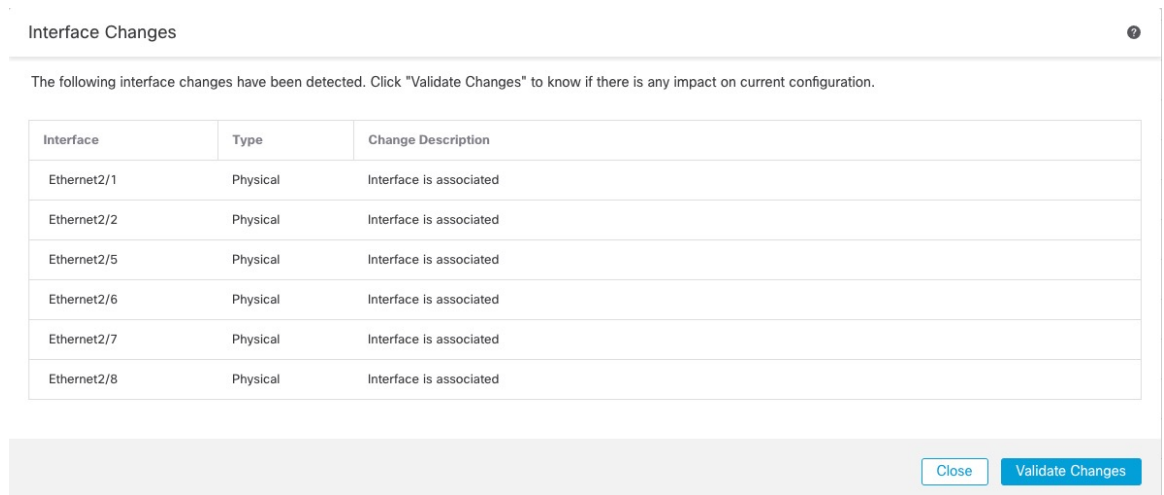 Interface Changes
?
The following interface changes have been detected. Click "Validate Changes" to know if there is any impact on current configuration.
Interface Type Change Description
Ethernet2/1 Physical Interface is associated
Ethernet2/2 Physical Interface is associated
Ethernet2/5 Physical Interface is associated
Ethernet2/6 Physical Interface is associated
Ethernet2/7 Physical Interface is associated
Ethernet2/8 Physical Interface is associated
Close Validate Changes